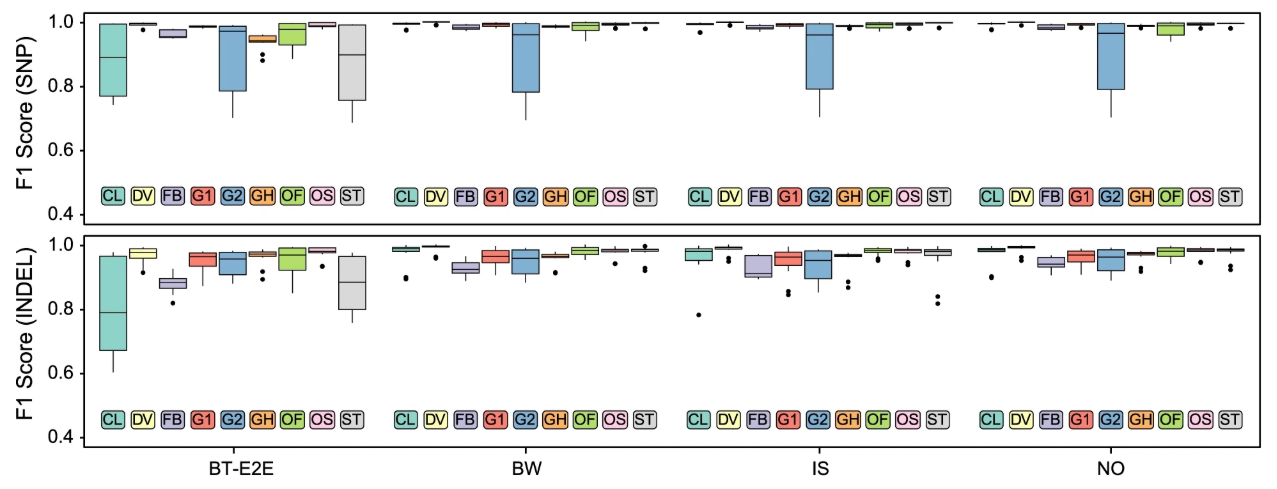 F1 Score (SNP)
1.0
0.8
0.6
0.4
CL DV FB G1 G2 GH OF OS ST CL DV FB G1 G2 GH OF OS ST CL DV FB G1 G2 GH OF OS ST CL DV FB G1 G2 GH OF OS ST
F1 Score (INDEL)
1.0
0.8
0.6
0.4
CL DV FB G1 G2 GH OF OS ST CL DV FB G1 G2 GH OF OS ST CL DV FB G1 G2 GH OF OS ST CL DV FB G1 G2 GH OF OS ST
BT-E2E BW IS NO